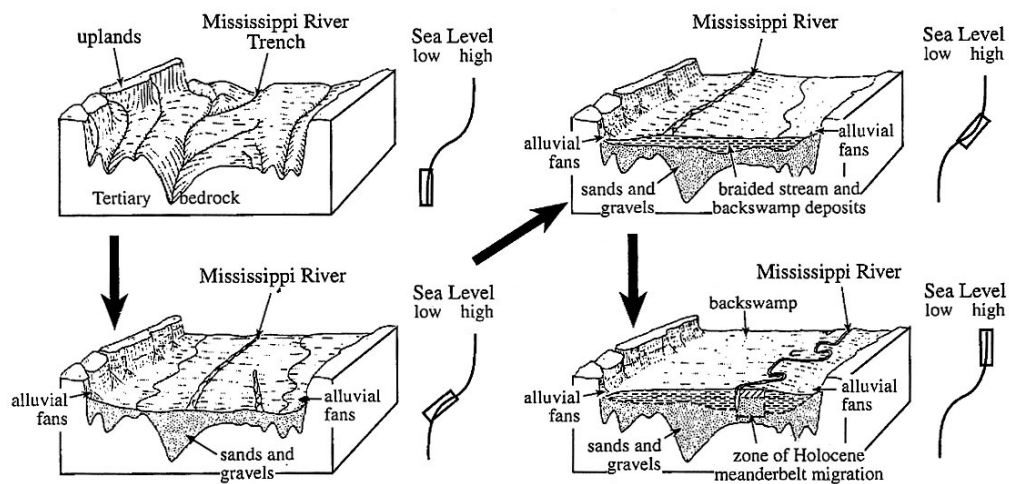 uplands
Mississippi River
Trench
Sea Level
low high
Tertiary bedrock
Mississippi River
Sea Level
low high
alluvial
fans
alluvial
fans
sands and
gravels
Mississippi River
Sea Level
low high
alluvial
fans
alluvial
fans
sands and
gravels
braided stream and
backswamp deposits
Mississippi River
backswamp
Sea Level
low high
alluvial
fans
alluvial
fans
sands and
gravels
zone of Holocene
meanderbelt migration